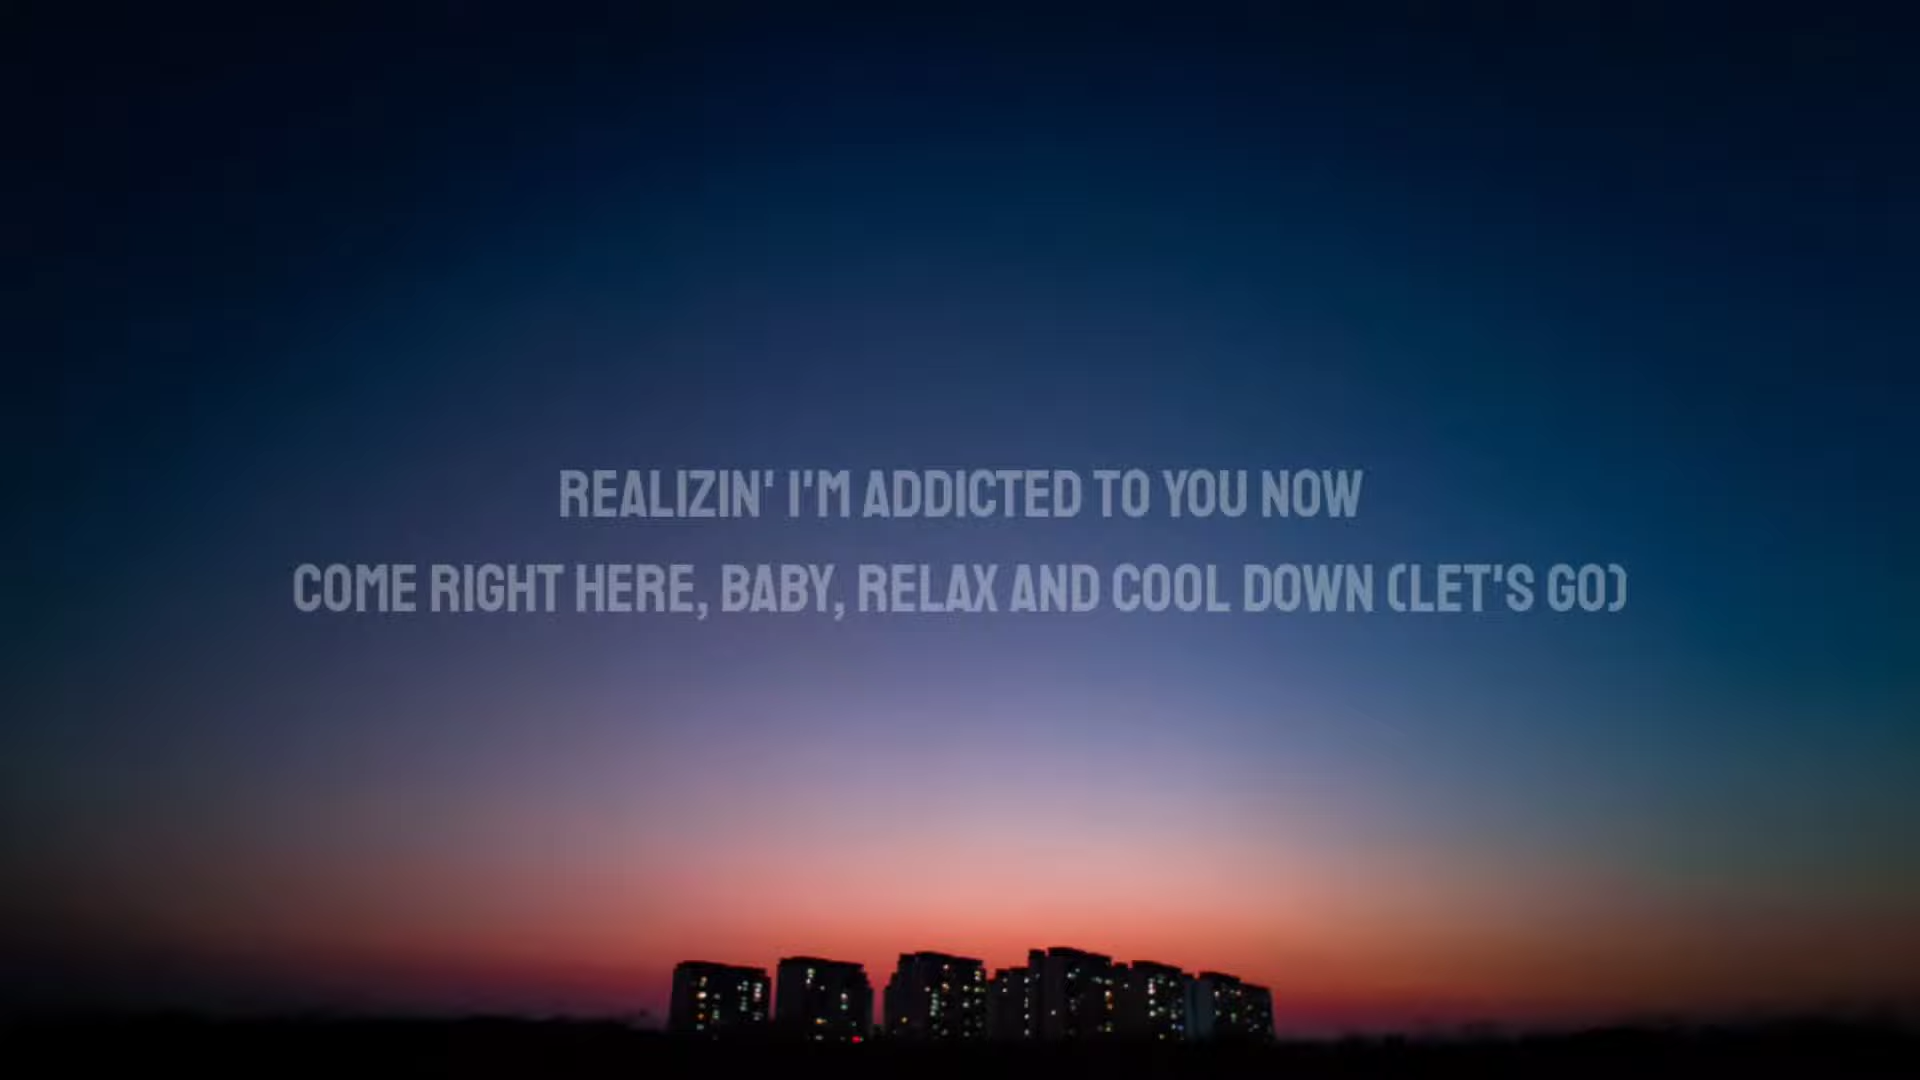 REALIZIN' I'M ADDICTED TO YOU NOW
COME RIGHT HERE, BABY, RELAX AND COOL DOWN (LET'S GO)